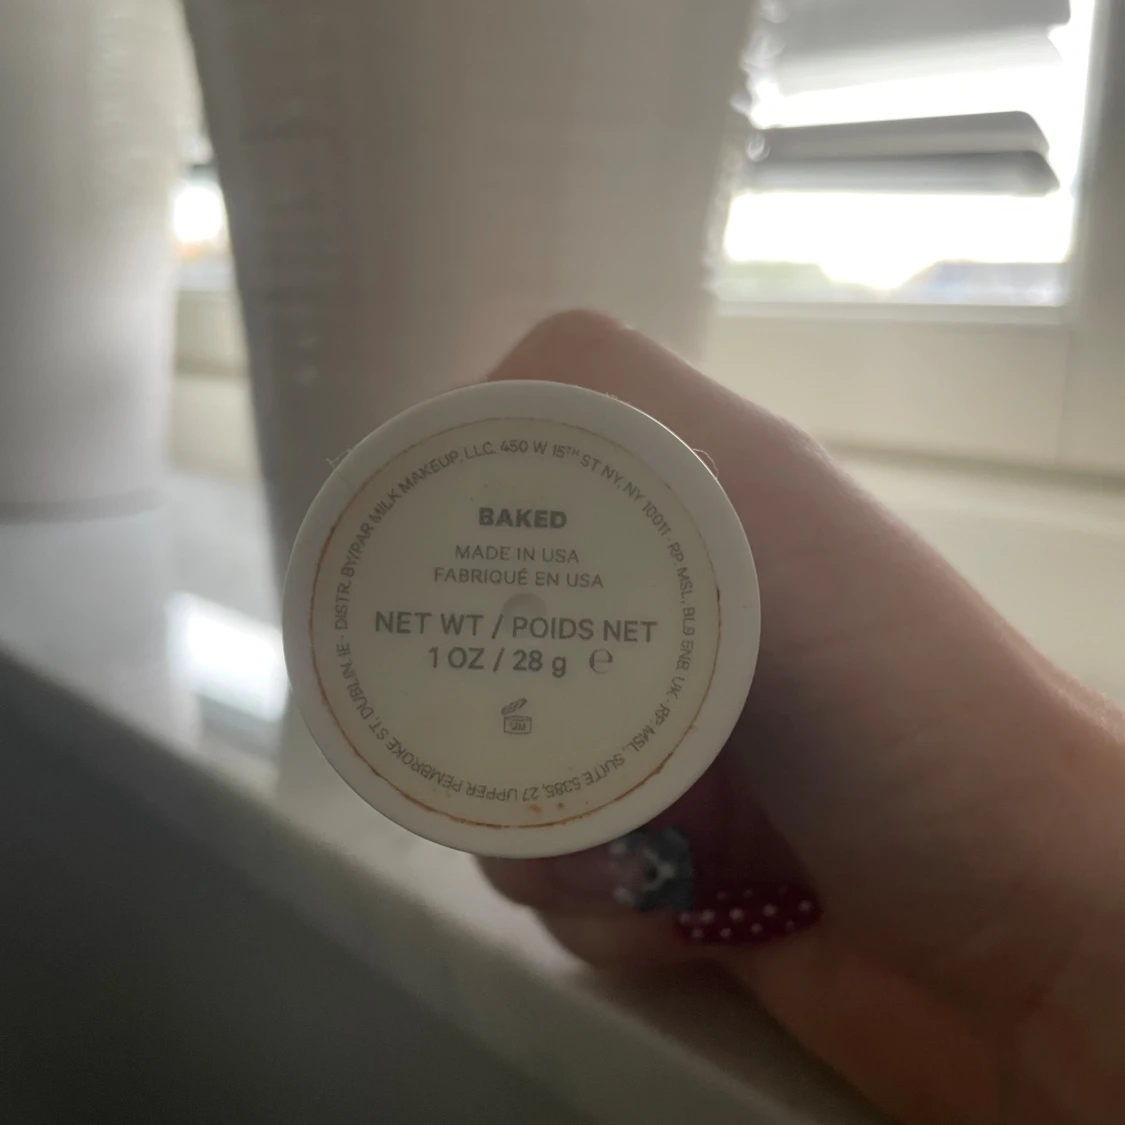 BAKED
MADE IN USA
FABRIQUÉ EN USA
NET WT / POIDS NET
1 OZ / 28 g ℮
DISTR. BY/PAR MILK MAKEUP, LLC. 450 W 15TH ST NY, NY 10011 · RP: MSL, BL9 5NB, UK · RP: MSL, SUITE 5385, 27 UPPER PEMBROKE ST, DUBLIN, IE ·